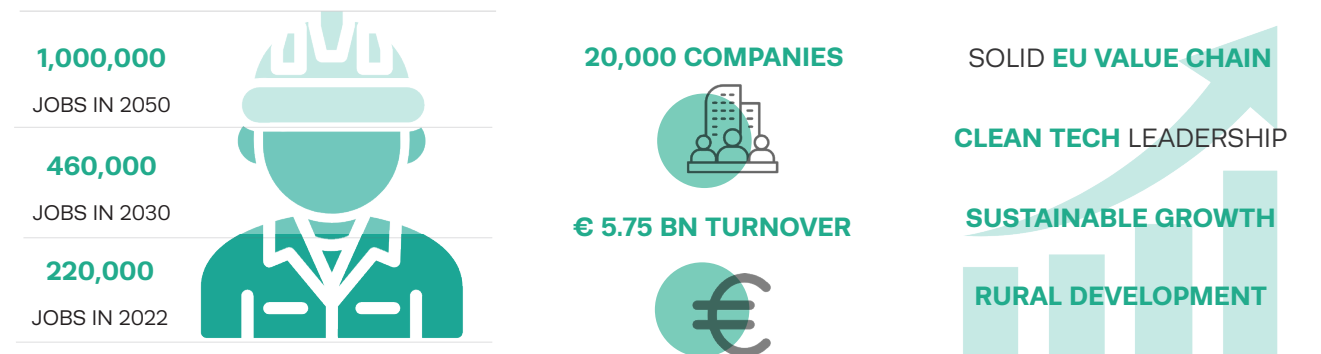 1,000,000
JOBS IN 2050
460,000
JOBS IN 2030
220,000
JOBS IN 2022
20,000 COMPANIES
€ 5.75 BN TURNOVER
€
SOLID EU VALUE CHAIN
CLEAN TECH LEADERSHIP
SUSTAINABLE GROWTH
RURAL DEVELOPMENT